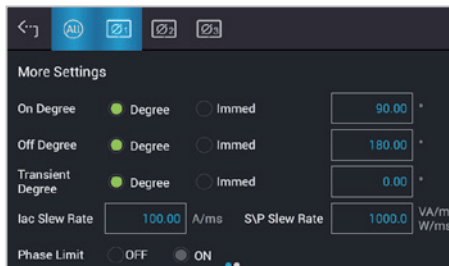 ALL Ø1 Ø2 Ø3
More Settings
On Degree Degree Immed 90.00 °
Off Degree Degree Immed 180.00 °
Transient
Degree Degree Immed 0.00 °
Iac Slew Rate 100.00 A/ms S\P Slew Rate 1000.0 VA/m
W/ms
Phase Limit OFF ON